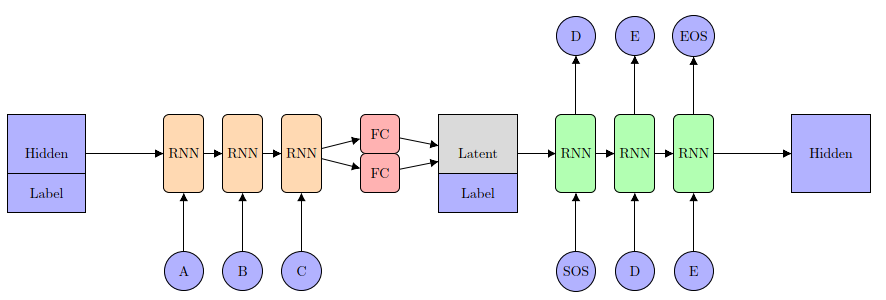 D E EOS
FC
Hidden RNN RNN RNN Latent RNN RNN RNN Hidden
FC
Label Label
A B C SOS D E